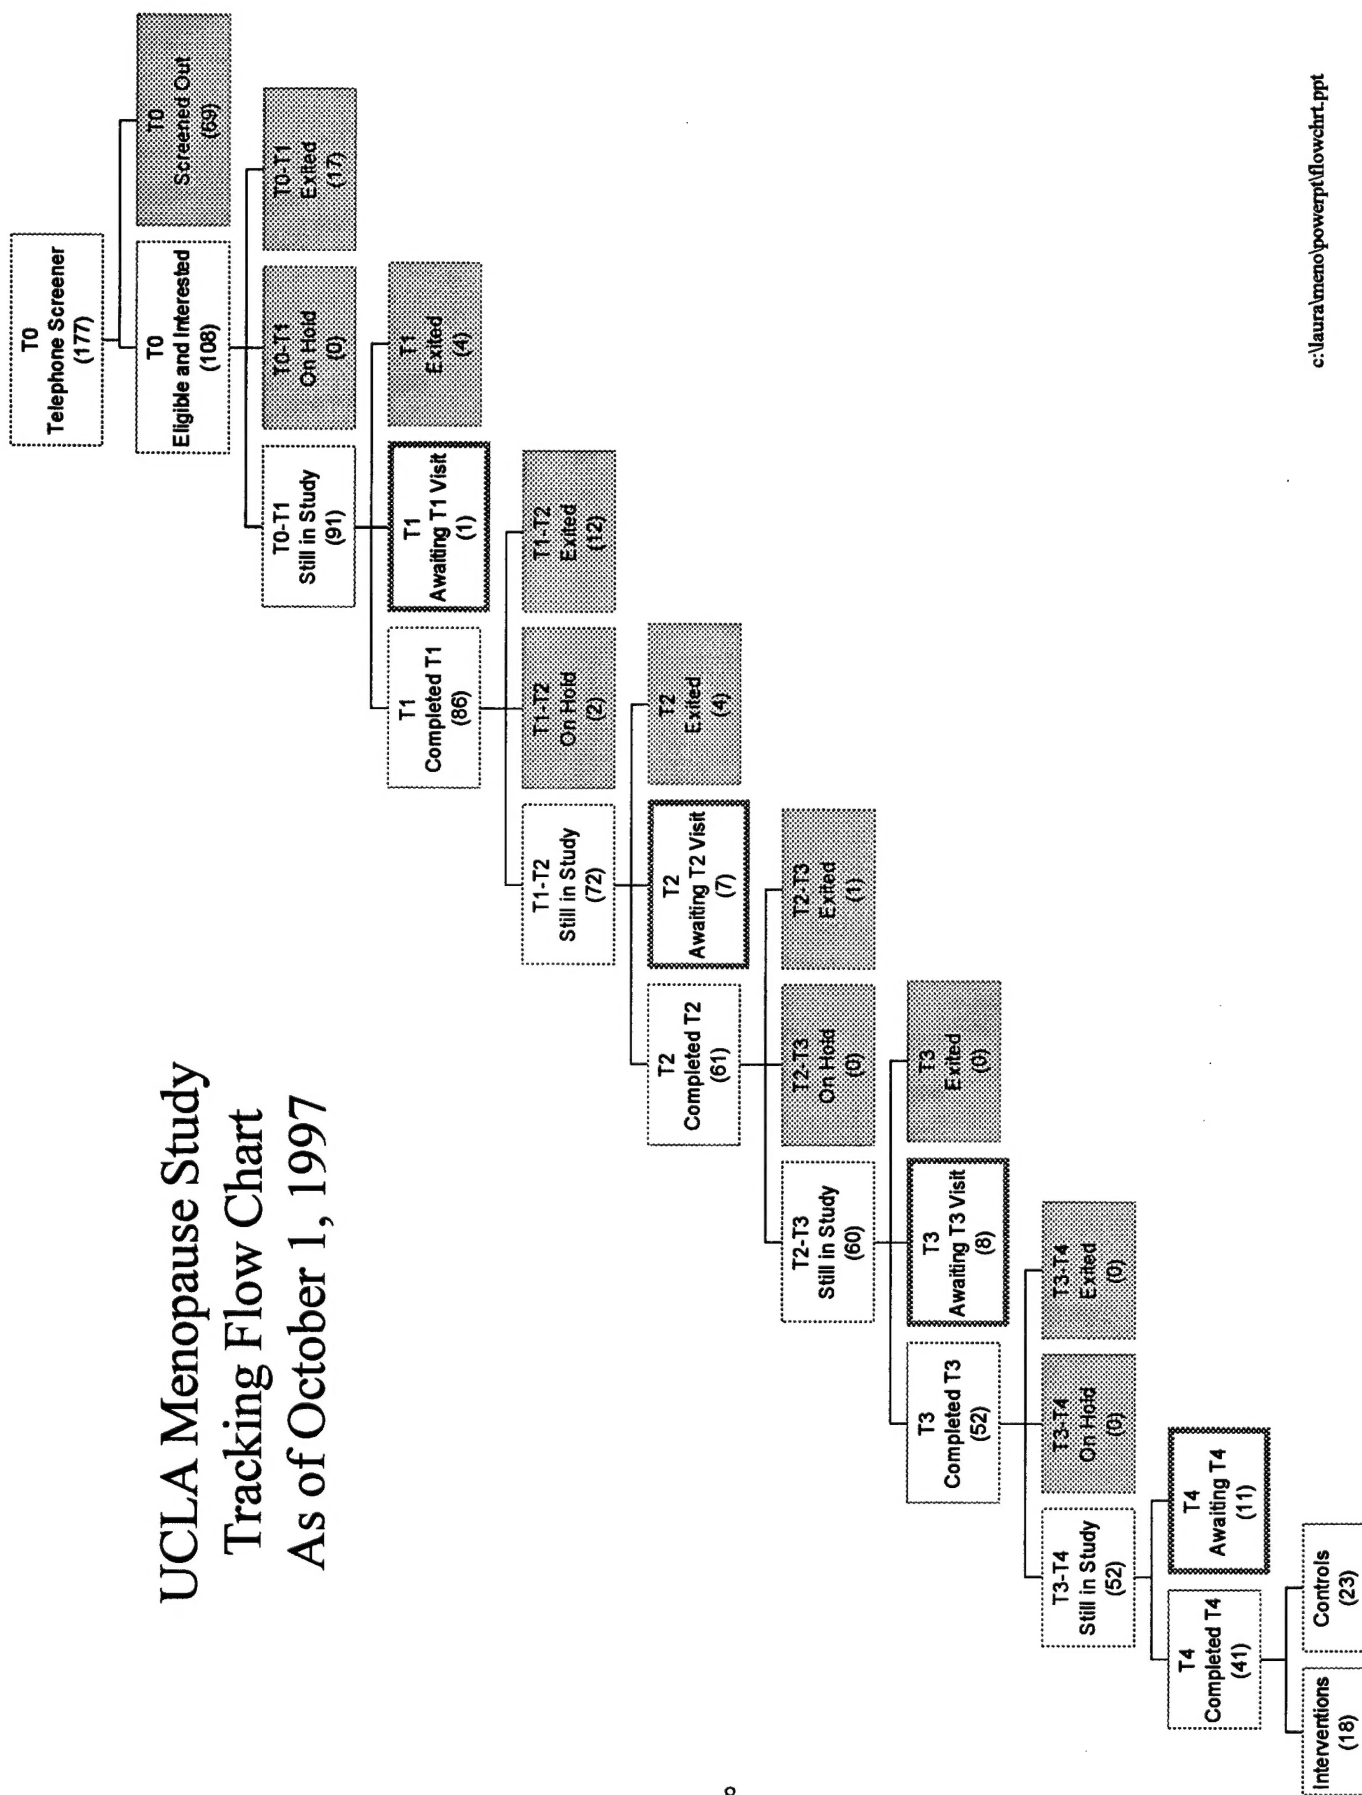 UCLA Menopause Study
Tracking Flow Chart
As of October 1, 1997
T0
Telephone Screener
(177)
T0
Eligible and Interested
(108)
T0
Screened Out
(69)
T0-T1
Still in Study
(91)
T0-T1
On Hold
(0)
T0-T1
Exited
(17)
T1
Completed T1
(86)
T1
Awaiting T1 Visit
(1)
T1
Exited
(4)
T1-T2
Still in Study
(72)
T1-T2
On Hold
(2)
T1-T2
Exited
(12)
T2
Completed T2
(61)
T2
Awaiting T2 Visit
(7)
T2
Exited
(4)
T2-T3
Still in Study
(60)
T2-T3
On Hold
(0)
T2-T3
Exited
(1)
T3
Completed T3
(52)
T3
Awaiting T3 Visit
(8)
T3
Exited
(0)
T3-T4
Still in Study
(52)
T3-T4
On Hold
(0)
T3-T4
Exited
(0)
T4
Completed T4
(41)
T4
Awaiting T4
(11)
Interventions
(18)
Controls
(23)
c:\laura\meno\powerpt\flowchrt.ppt